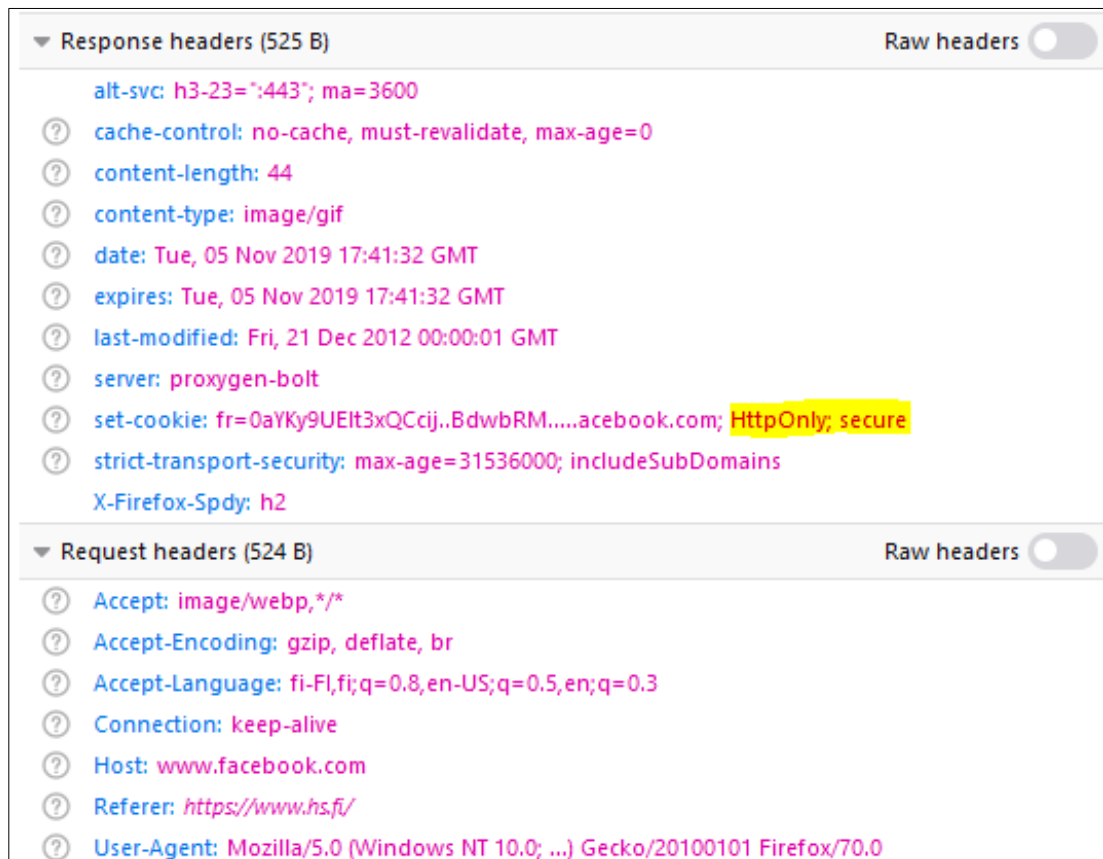 Response headers (525 B) Raw headers
alt-svc: h3-23=":443"; ma=3600
cache-control: no-cache, must-revalidate, max-age=0
content-length: 44
content-type: image/gif
date: Tue, 05 Nov 2019 17:41:32 GMT
expires: Tue, 05 Nov 2019 17:41:32 GMT
last-modified: Fri, 21 Dec 2012 00:00:01 GMT
server: proxygen-bolt
set-cookie: fr=0aYKy9UElt3xQCcij..BdwbRM.....acebook.com; HttpOnly; secure
strict-transport-security: max-age=31536000; includeSubDomains
X-Firefox-Spdy: h2
Request headers (524 B) Raw headers
Accept: image/webp,*/*
Accept-Encoding: gzip, deflate, br
Accept-Language: fi-FI,fi;q=0.8,en-US;q=0.5,en;q=0.3
Connection: keep-alive
Host: www.facebook.com
Referer: https://www.hs.fi/
User-Agent: Mozilla/5.0 (Windows NT 10.0; ...) Gecko/20100101 Firefox/70.0